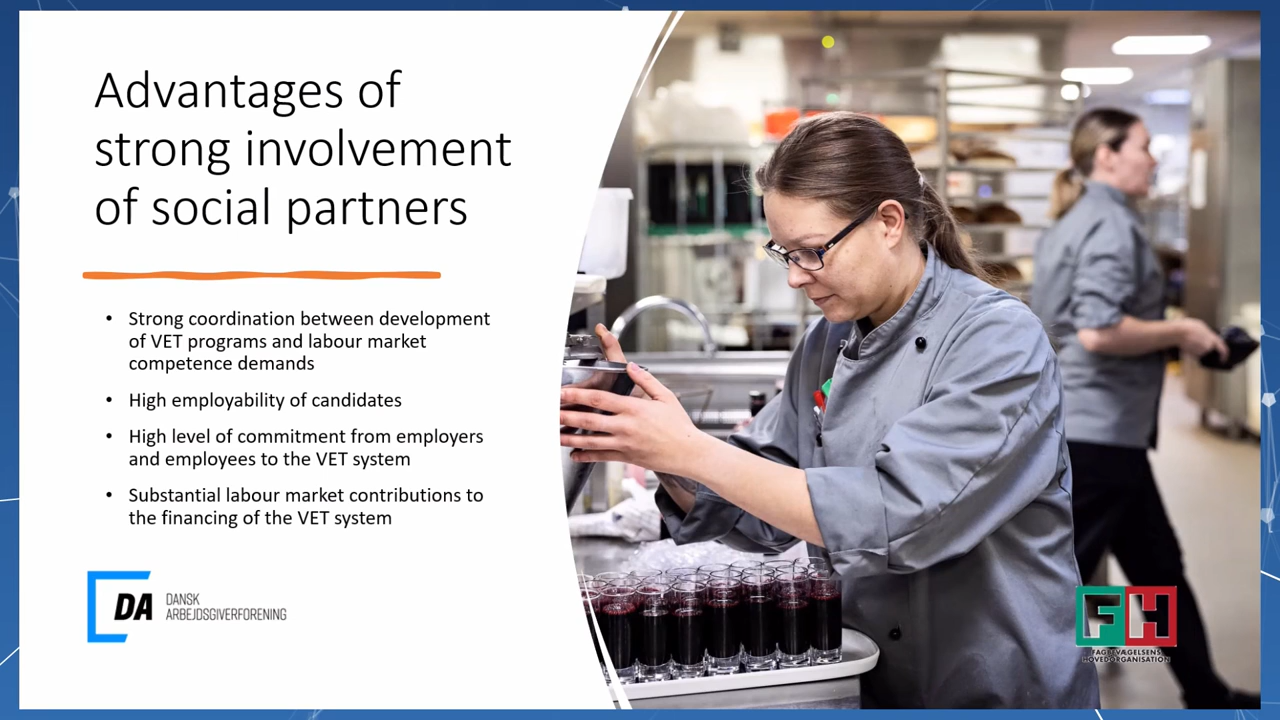 Advantages of
strong involvement
of social partners
• Strong coordination between development
of VET programs and labour market
competence demands
• High employability of candidates
• High level of commitment from employers
and employees to the VET system
• Substantial labour market contributions to
the financing of the VET system
DA DANSK
ARBEJDSGIVERFORENING
FH
FAGBEVÆGELSENS
HOVEDORGANISATION